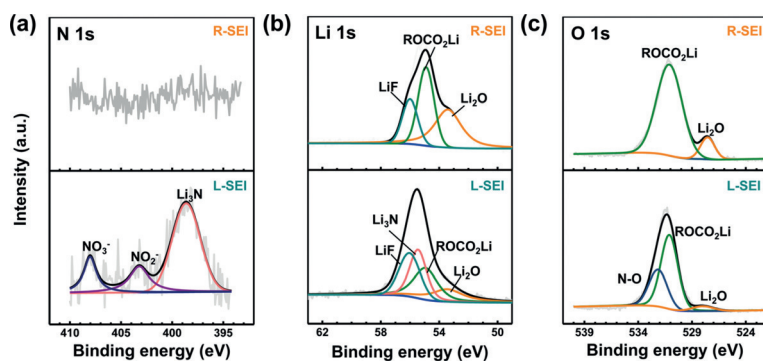 (a)
N 1s
R-SEI
L-SEI
NO₃⁻
NO₂⁻
Li₃N
410 405 400 395
Binding energy (eV)
Intensity (a.u.)
(b)
Li 1s
R-SEI
ROCO₂Li
LiF
Li₂O
L-SEI
Li₃N
LiF
ROCO₂Li
Li₂O
62 58 54 50
Binding energy (eV)
(c)
O 1s
R-SEI
ROCO₂Li
Li₂O
L-SEI
ROCO₂Li
N-O
Li₂O
539 534 529 524
Binding energy (eV)